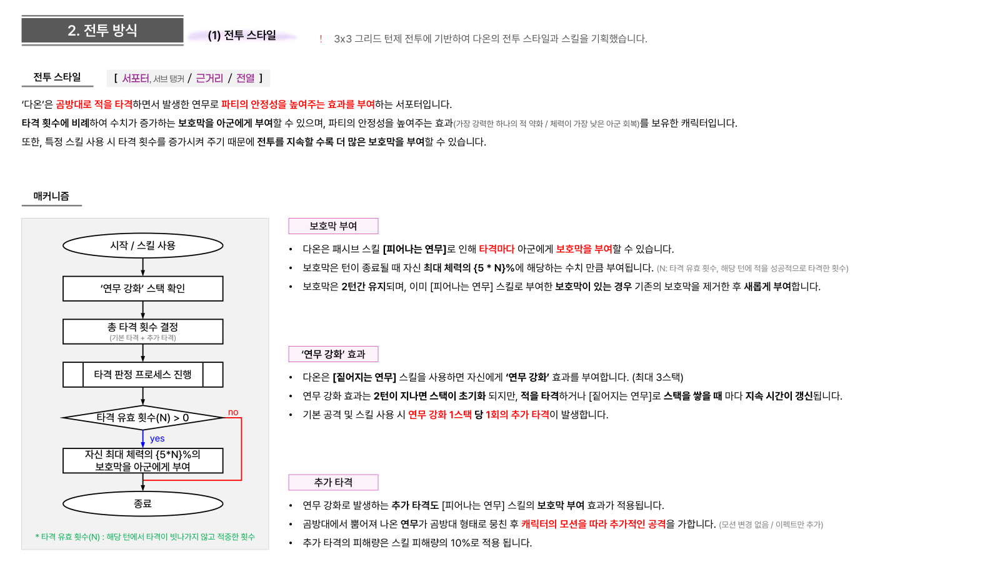 2. 전투 방식
(1) 전투 스타일
! 3x3 그리드 턴제 전투에 기반하여 다온의 전투 스타일과 스킬을 기획했습니다.
전투 스타일
[ 서포터, 서브 탱커 / 근거리 / 전열 ]
‘다온’은 곰방대로 적을 타격하면서 발생한 연무로 파티의 안정성을 높여주는 효과를 부여하는 서포터입니다.
타격 횟수에 비례하여 수치가 증가하는 보호막을 아군에게 부여할 수 있으며, 파티의 안정성을 높여주는 효과(가장 강력한 하나의 적 약화 / 체력이 가장 낮은 아군 회복)를 보유한 캐릭터입니다.
또한, 특정 스킬 사용 시 타격 횟수를 증가시켜 주기 때문에 전투를 지속할 수록 더 많은 보호막을 부여할 수 있습니다.
매커니즘
시작 / 스킬 사용
‘연무 강화’ 스택 확인
총 타격 횟수 결정
(기본 타격 + 추가 타격)
타격 판정 프로세스 진행
타격 유효 횟수(N) > 0
no
yes
자신 최대 체력의 {5*N}%의
보호막을 아군에게 부여
종료
* 타격 유효 횟수(N) : 해당 턴에서 타격이 빗나가지 않고 적중한 횟수
보호막 부여
• 다온은 패시브 스킬 [피어나는 연무]로 인해 타격마다 아군에게 보호막을 부여할 수 있습니다.
• 보호막은 턴이 종료될 때 자신 최대 체력의 {5 * N}%에 해당하는 수치 만큼 부여됩니다. (N: 타격 유효 횟수, 해당 턴에 적을 성공적으로 타격한 횟수)
• 보호막은 2턴간 유지되며, 이미 [피어나는 연무] 스킬로 부여한 보호막이 있는 경우 기존의 보호막을 제거한 후 새롭게 부여합니다.
‘연무 강화’ 효과
• 다온은 [짙어지는 연무] 스킬을 사용하면 자신에게 ‘연무 강화’ 효과를 부여합니다. (최대 3스택)
• 연무 강화 효과는 2턴이 지나면 스택이 초기화 되지만, 적을 타격하거나 [짙어지는 연무]로 스택을 쌓을 때 마다 지속 시간이 갱신됩니다.
• 기본 공격 및 스킬 사용 시 연무 강화 1스택 당 1회의 추가 타격이 발생합니다.
추가 타격
• 연무 강화로 발생하는 추가 타격도 [피어나는 연무] 스킬의 보호막 부여 효과가 적용됩니다.
• 곰방대에서 뿜어져 나온 연무가 곰방대 형태로 뭉친 후 캐릭터의 모션을 따라 추가적인 공격을 가합니다. (모션 변경 없음 / 이펙트만 추가)
• 추가 타격의 피해량은 스킬 피해량의 10%로 적용 됩니다.